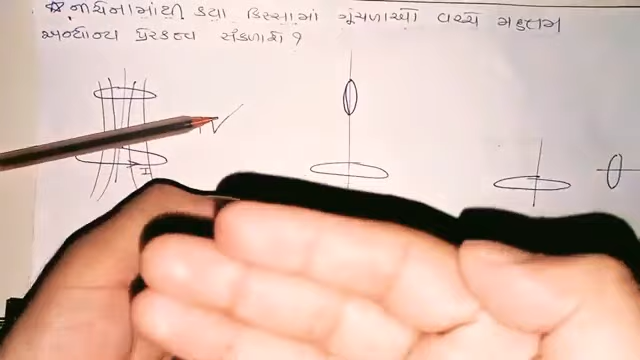 * નીચેનામાંથી કયા કિસ્સામાં ગૂંચળાઓ વચ્ચે મહત્તમ
અન્યોન્ય પ્રેરકત્વ સંકળાશે ?
I